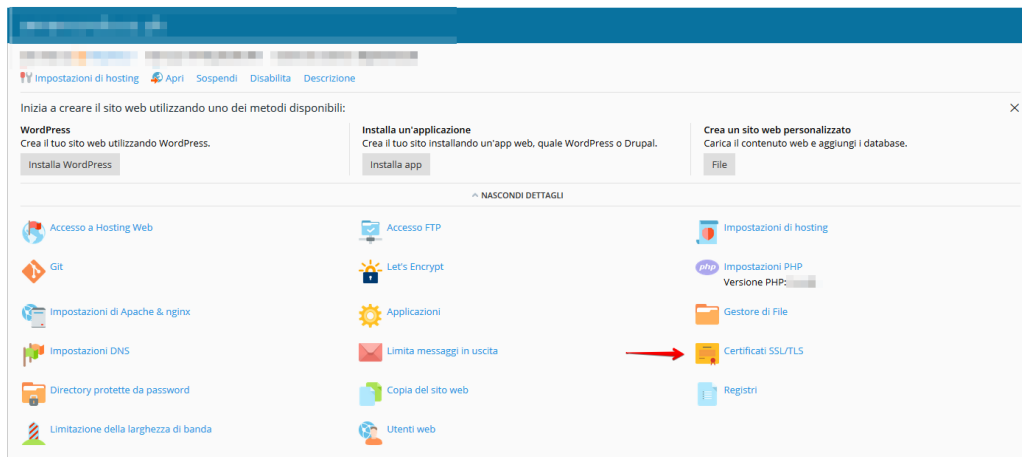 Impostazioni di hosting Apri Sospendi Disabilita Descrizione
Inizia a creare il sito web utilizzando uno dei metodi disponibili:
WordPress
Crea il tuo sito web utilizzando WordPress.
Installa WordPress
Installa un'applicazione
Crea il tuo sito installando un'app web, quale WordPress o Drupal.
Installa app
Crea un sito web personalizzato
Carica il contenuto web e aggiungi i database.
File
NASCONDI DETTAGLI
Accesso a Hosting Web
Accesso FTP
Impostazioni di hosting
Git
Let's Encrypt
php Impostazioni PHP
Versione PHP:
Impostazioni di Apache & nginx
Applicazioni
Gestore di File
Impostazioni DNS
Limita messaggi in uscita
Certificati SSL/TLS
Directory protette da password
Copia del sito web
Registri
Limitazione della larghezza di banda
Utenti web